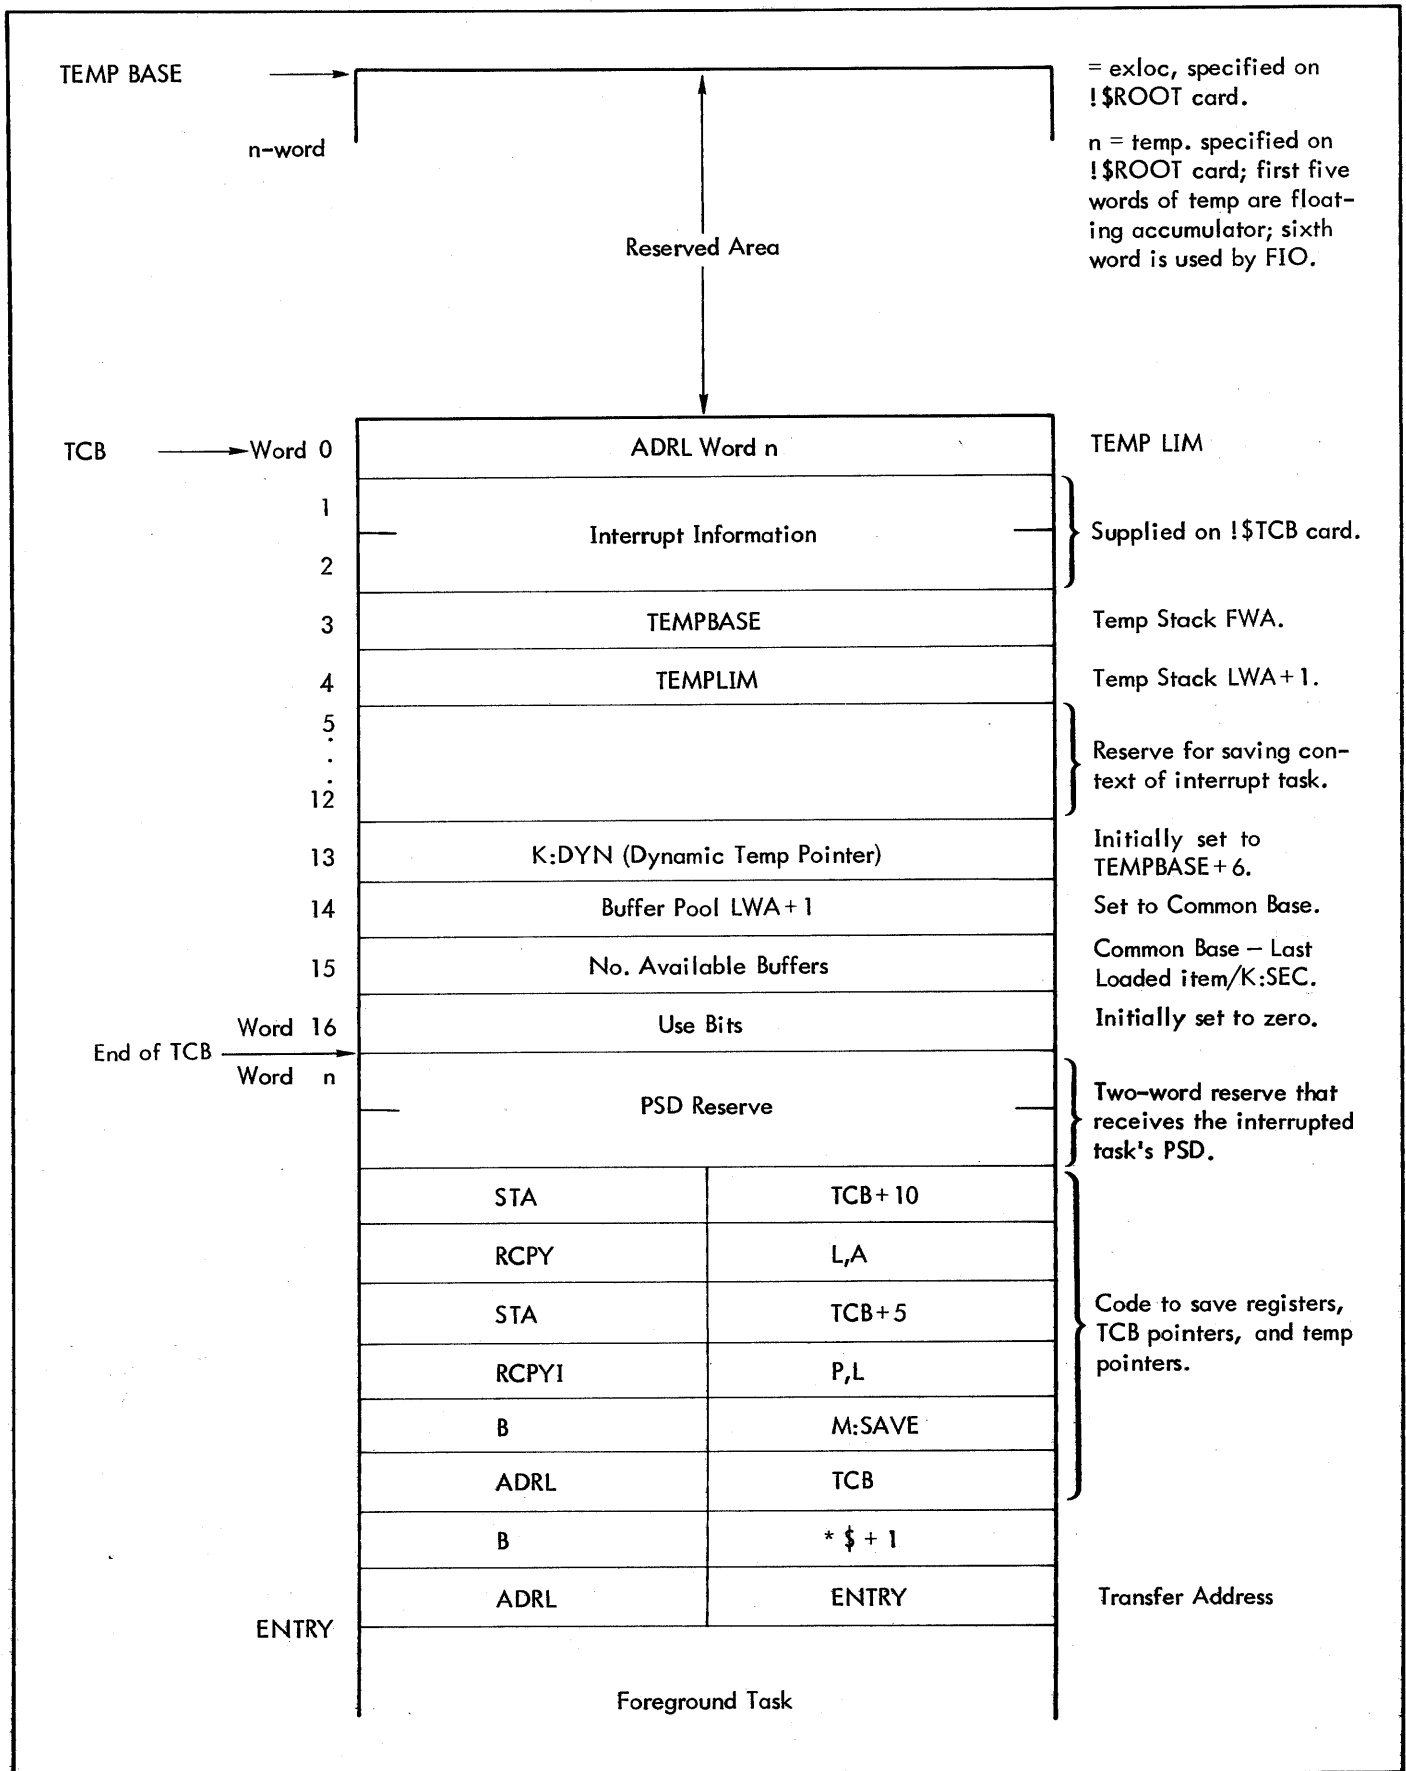 TEMP BASE
= exloc, specified on
!$ROOT card.
n-word
n = temp. specified on
!$ROOT card; first five
words of temp are float-
ing accumulator; sixth
word is used by FIO.
Reserved Area
TCB Word 0 ADRL Word n TEMP LIM
1
Interrupt Information Supplied on !$TCB card.
2
3 TEMPBASE Temp Stack FWA.
4 TEMPLIM Temp Stack LWA+1.
5
.
.
.
12
Reserve for saving con-
text of interrupt task.
13 K:DYN (Dynamic Temp Pointer)
Initially set to
TEMPBASE+6.
14 Buffer Pool LWA+1 Set to Common Base.
15 No. Available Buffers
Common Base – Last
Loaded item/K:SEC.
Word 16 Use Bits Initially set to zero.
End of TCB
Word n
PSD Reserve
Two-word reserve that
receives the interrupted
task's PSD.
STA TCB+10
RCPY L,A
STA TCB+5
RCPYI P,L
B M:SAVE
ADRL TCB
Code to save registers,
TCB pointers, and temp
pointers.
B * $ + 1
ADRL ENTRY Transfer Address
ENTRY
Foreground Task